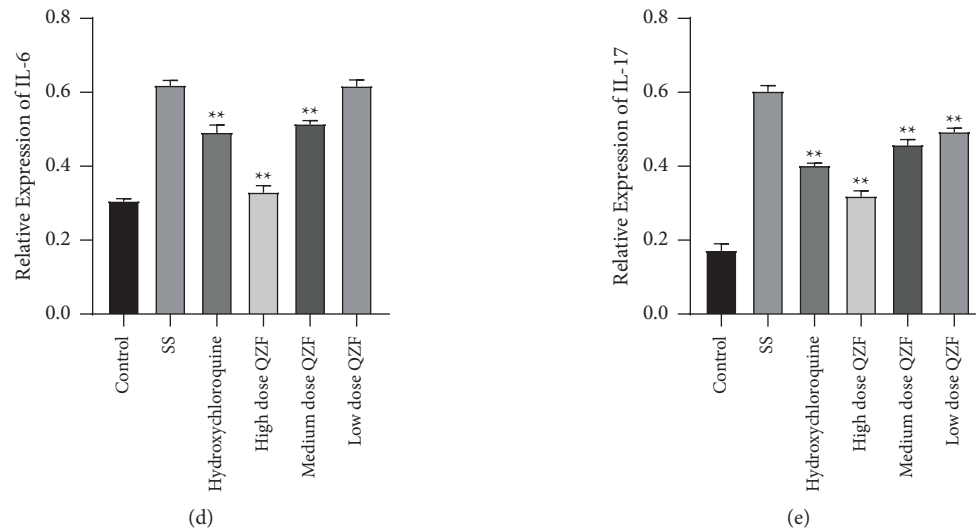 Relative Expression of IL-6
0.8
0.6
0.4
0.2
0.0
**
**
**
Control
SS
Hydroxychloroquine
High dose QZF
Medium dose QZF
Low dose QZF
(d)
Relative Expression of IL-17
0.8
0.6
0.4
0.2
0.0
**
**
**
**
Control
SS
Hydroxychloroquine
High dose QZF
Medium dose QZF
Low dose QZF
(e)